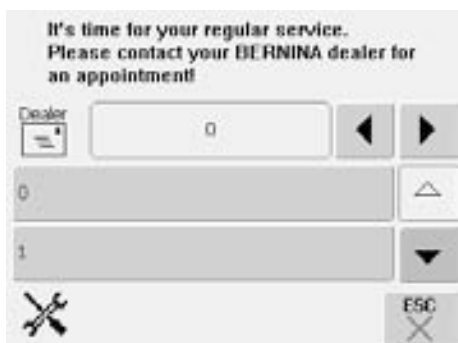 It's time for your regular service.
Please contact your BERNINA dealer for
an appointment!
Dealer
0
0
1
ESC